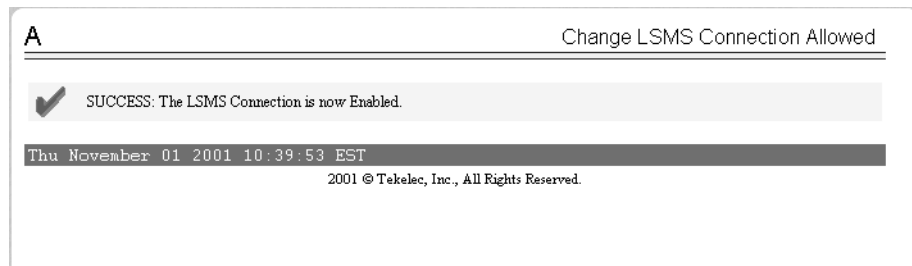 A
Change LSMS Connection Allowed
SUCCESS: The LSMS Connection is now Enabled.
Thu November 01 2001 10:39:53 EST
2001 © Tekelec, Inc., All Rights Reserved.